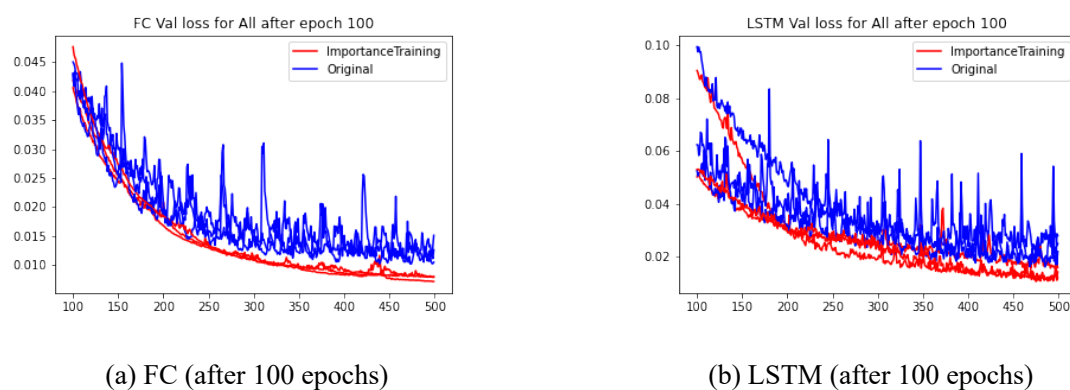 FC Val loss for All after epoch 100
ImportanceTraining
Original
0.045
0.040
0.035
0.030
0.025
0.020
0.015
0.010
100 150 200 250 300 350 400 450 500
(a) FC (after 100 epochs)
LSTM Val loss for All after epoch 100
ImportanceTraining
Original
0.10
0.08
0.06
0.04
0.02
100 150 200 250 300 350 400 450 500
(b) LSTM (after 100 epochs)